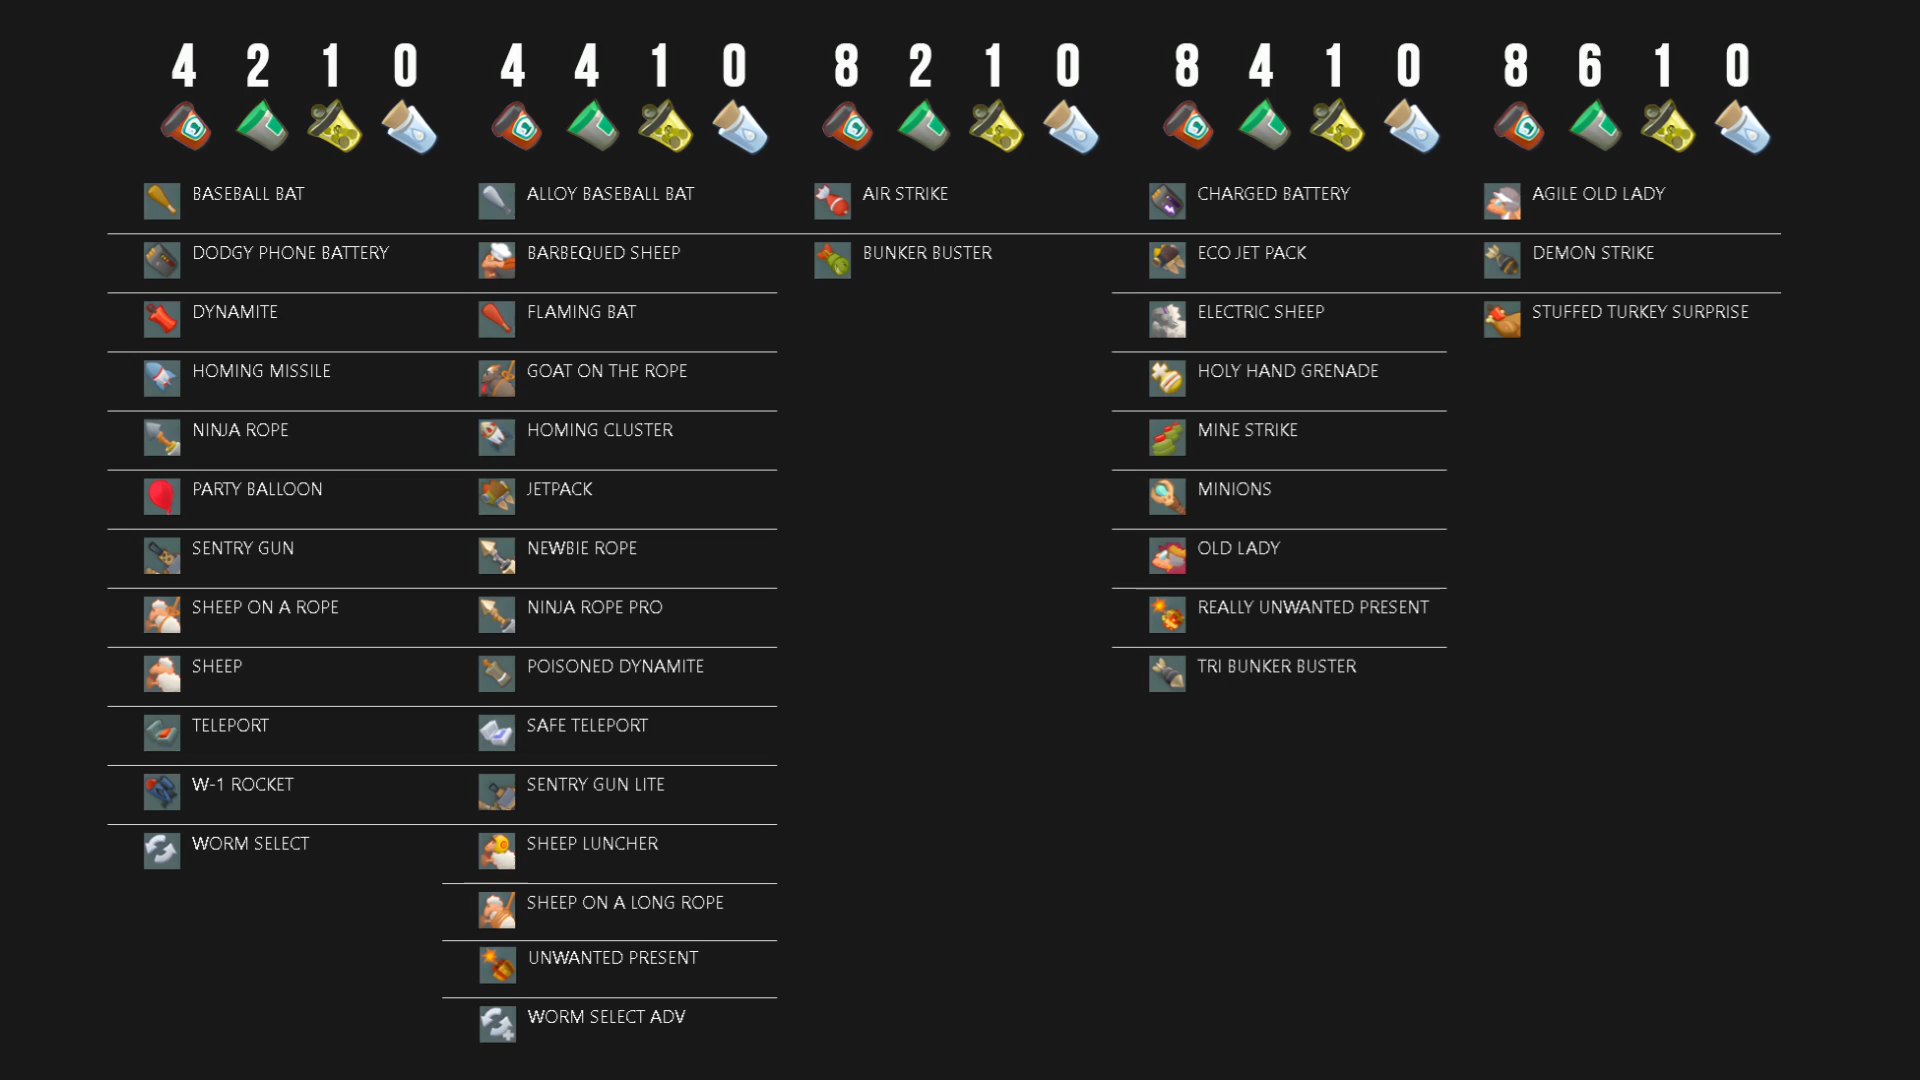 4 2 1 0
4 4 1 0
8 2 1 0
8 4 1 0
8 6 1 0
BASEBALL BAT
DODGY PHONE BATTERY
DYNAMITE
HOMING MISSILE
NINJA ROPE
PARTY BALLOON
SENTRY GUN
SHEEP ON A ROPE
SHEEP
TELEPORT
W-1 ROCKET
WORM SELECT
ALLOY BASEBALL BAT
BARBEQUED SHEEP
FLAMING BAT
GOAT ON THE ROPE
HOMING CLUSTER
JETPACK
NEWBIE ROPE
NINJA ROPE PRO
POISONED DYNAMITE
SAFE TELEPORT
SENTRY GUN LITE
SHEEP LUNCHER
SHEEP ON A LONG ROPE
UNWANTED PRESENT
WORM SELECT ADV
AIR STRIKE
BUNKER BUSTER
CHARGED BATTERY
ECO JET PACK
ELECTRIC SHEEP
HOLY HAND GRENADE
MINE STRIKE
MINIONS
OLD LADY
REALLY UNWANTED PRESENT
TRI BUNKER BUSTER
AGILE OLD LADY
DEMON STRIKE
STUFFED TURKEY SURPRISE